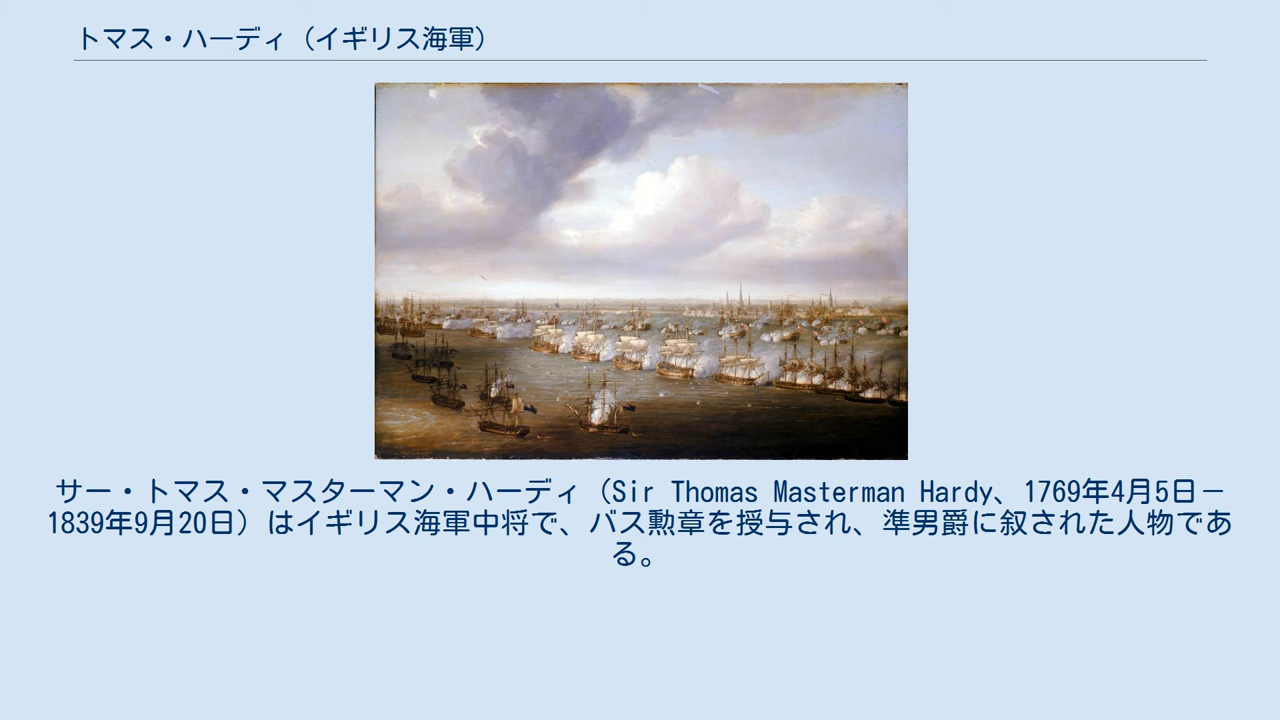 トマス・ハーディ（イギリス海軍）
サー・トマス・マスターマン・ハーディ（Sir Thomas Masterman Hardy、1769年4月5日－
1839年9月20日）はイギリス海軍中将で、バス勲章を授与され、準男爵に叙された人物であ
る。